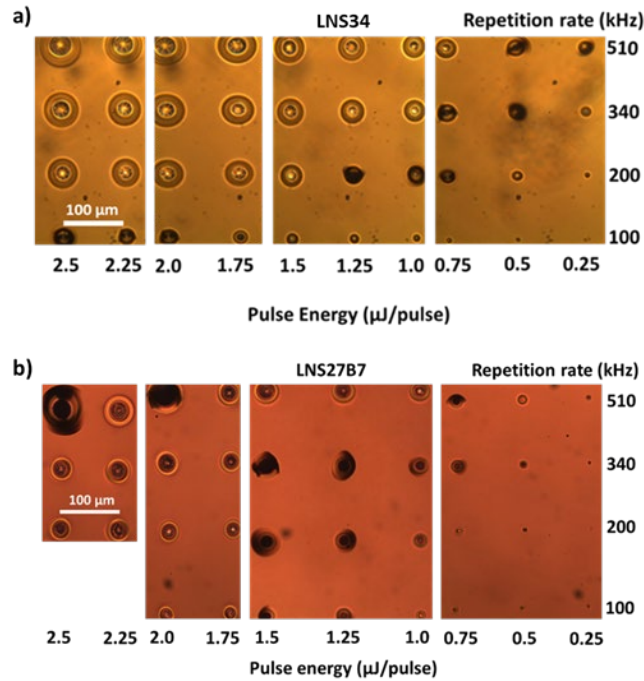 a) LNS34 Repetition rate (kHz)
510
340
200
100 µm
100
2.5 2.25 2.0 1.75 1.5 1.25 1.0 0.75 0.5 0.25
Pulse Energy (µJ/pulse)
b) LNS27B7 Repetition rate (kHz)
510
340
100 µm
200
100
2.5 2.25 2.0 1.75 1.5 1.25 1.0 0.75 0.5 0.25
Pulse energy (µJ/pulse)